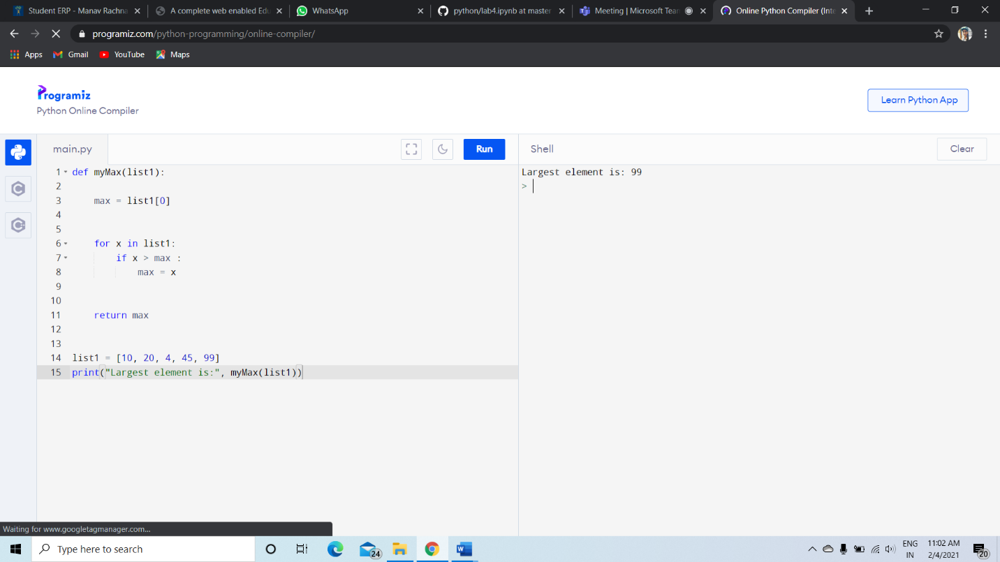 Student ERP - Manav Rachna
A complete web enabled Edu
WhatsApp
python/lab4.ipynb at master
Meeting | Microsoft Team
Online Python Compiler (Inte
programiz.com/python-programming/online-compiler/
Apps
Gmail
YouTube
Maps
Programiz
Python Online Compiler
Learn Python App
main.py
Run
Shell
Clear
1 def myMax(list1):
2
3 max = list1[0]
4
5
6 for x in list1:
7 if x > max :
8 max = x
9
10
11 return max
12
13
14 list1 = [10, 20, 4, 45, 99]
15 print("Largest element is:", myMax(list1))
Largest element is: 99
>
Waiting for www.googletagmanager.com...
Type here to search
24
ENG
IN
11:02 AM
2/4/2021
20